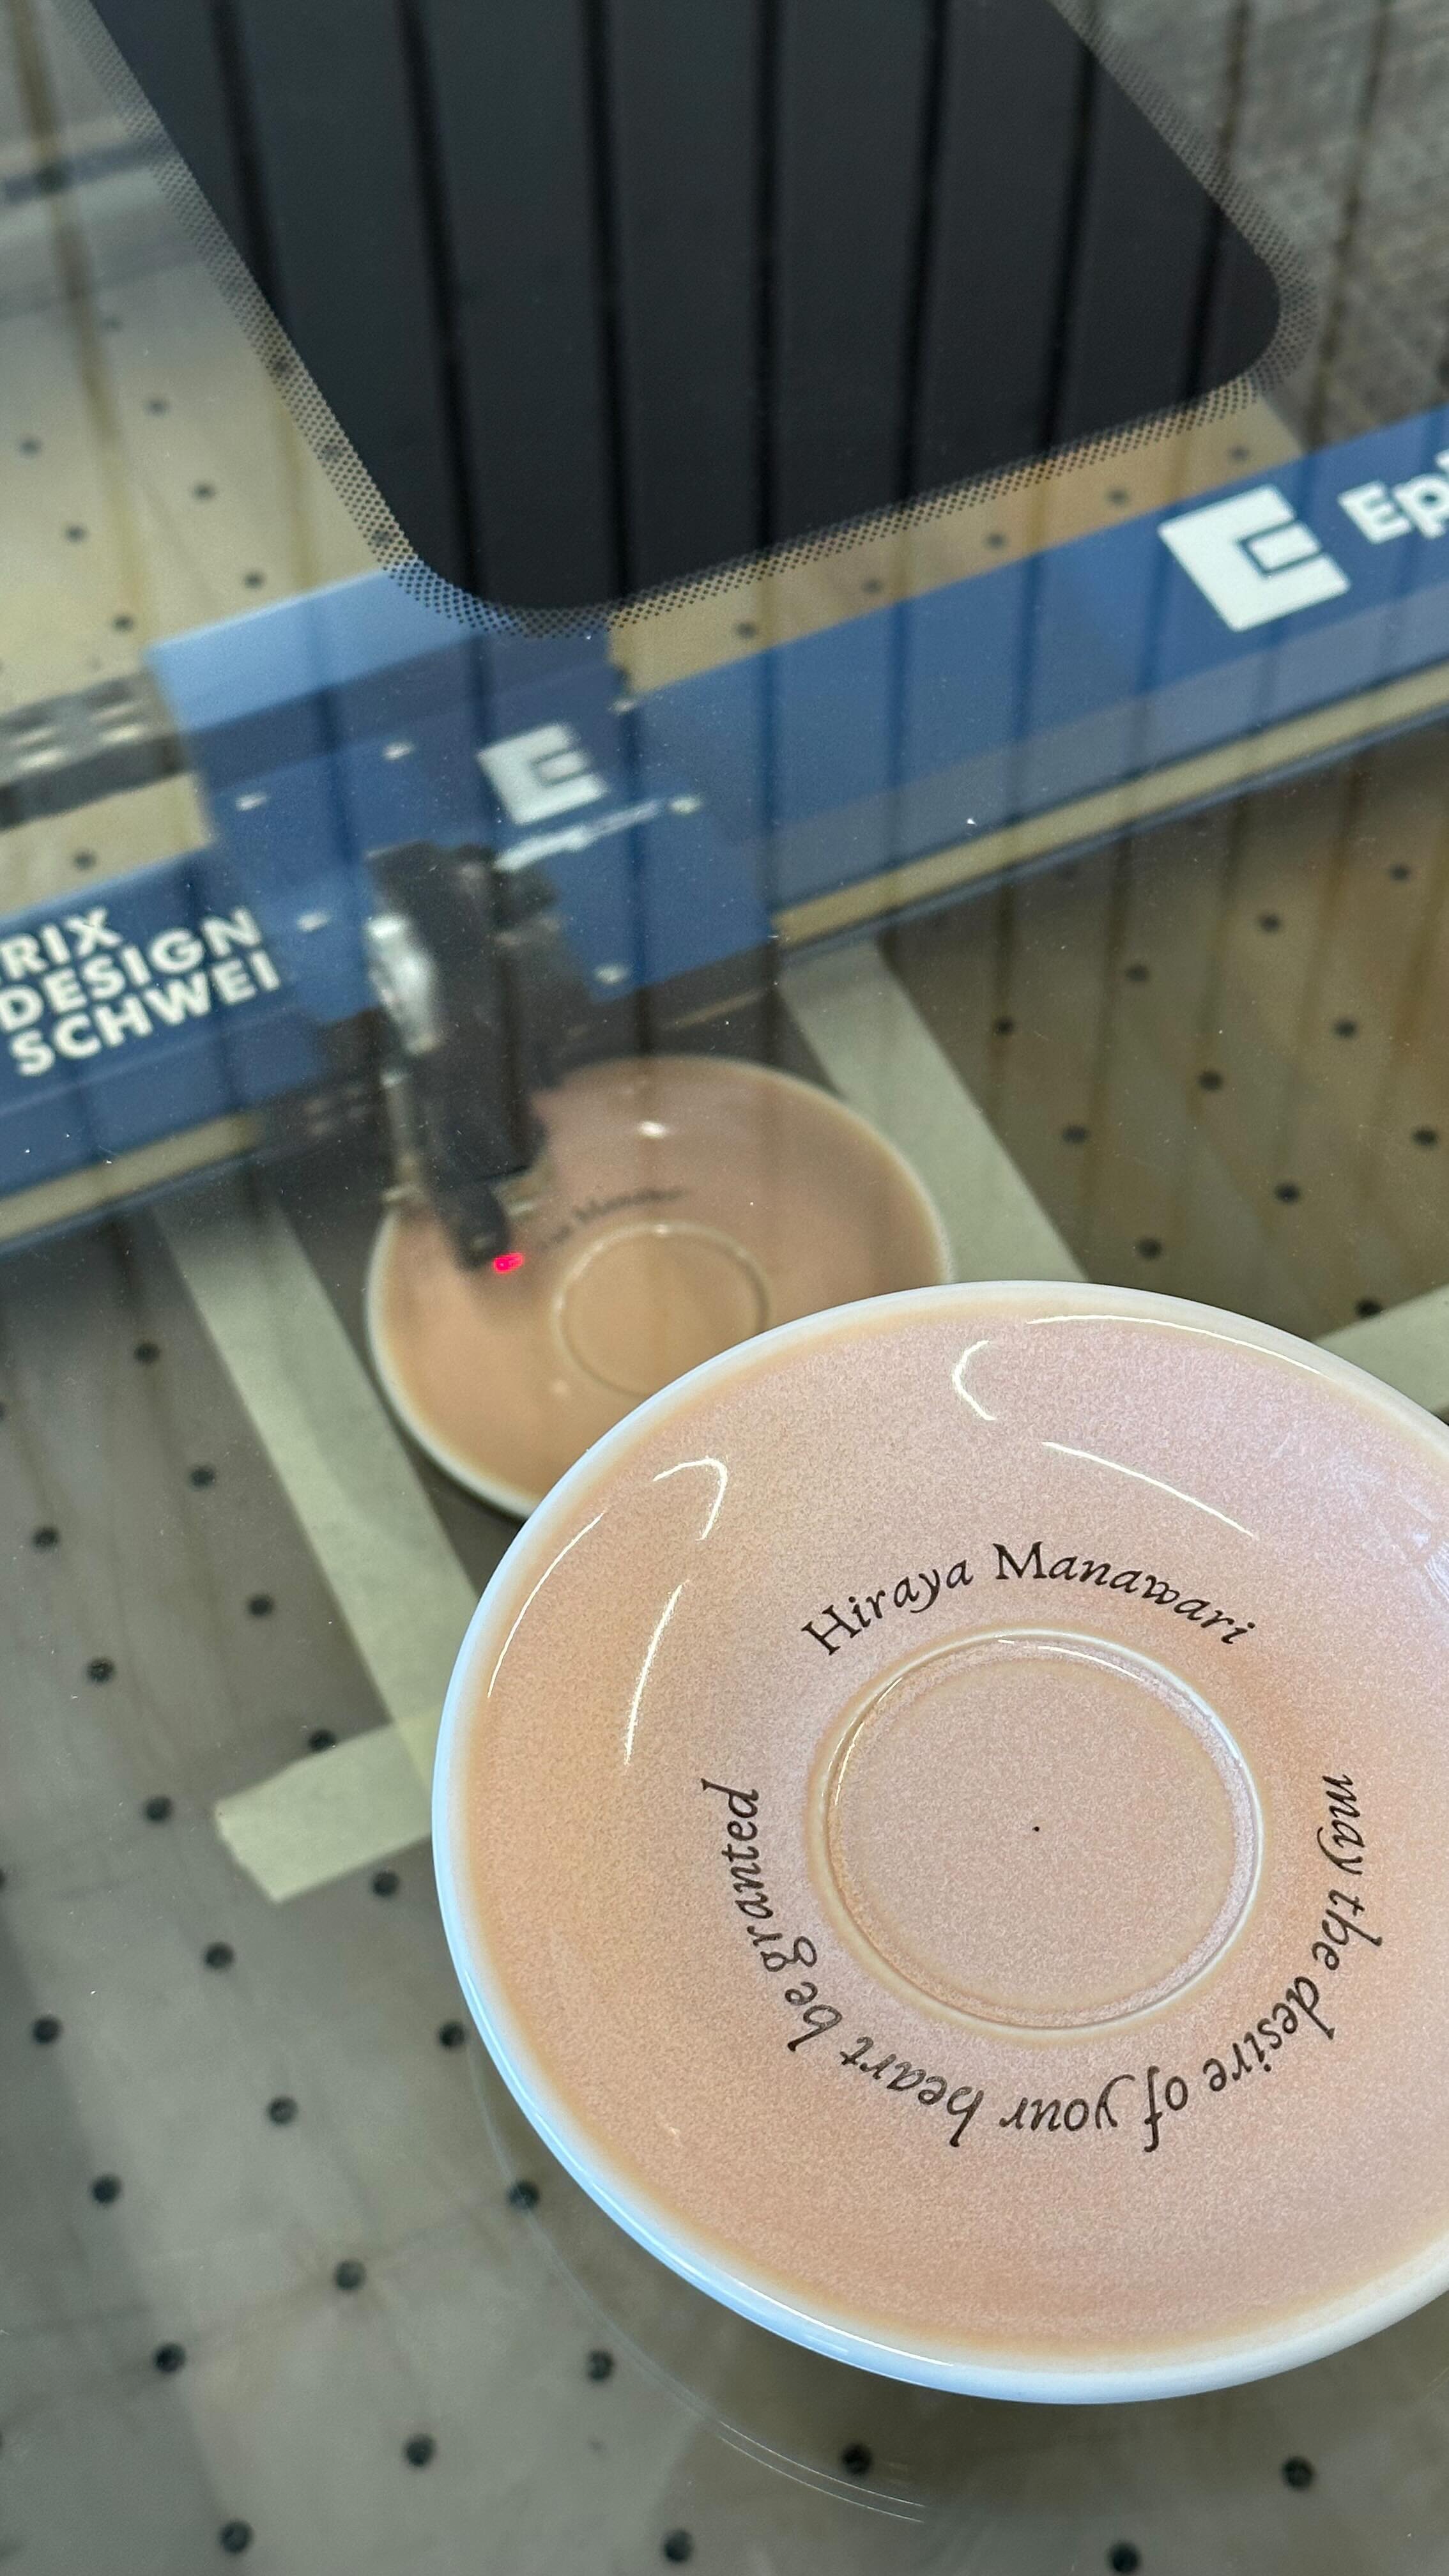 RIX
DESIGN
SCHWEI
Ep
Hiraya Manawari
may the desire of your heart be granted